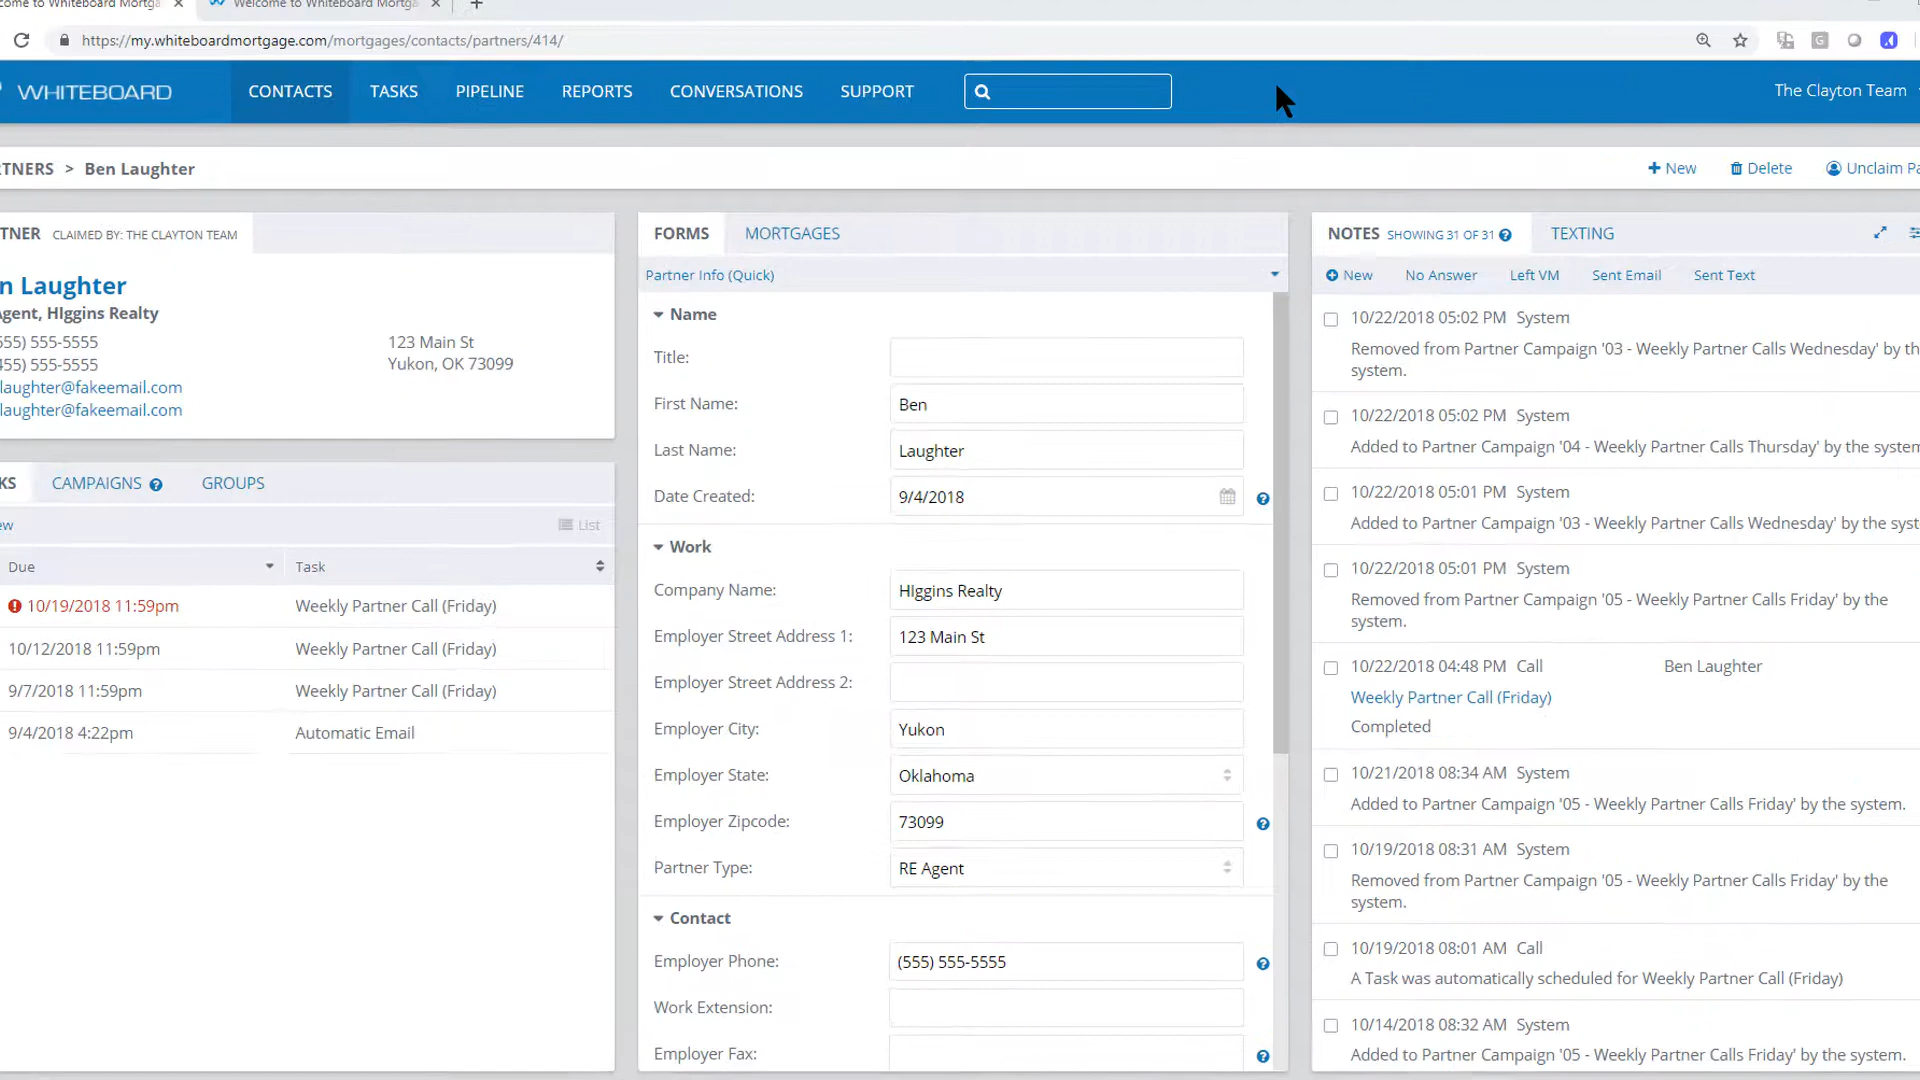 come to Whiteboard Mortga
Welcome to Whiteboard Mortga
https://my.whiteboardmortgage.com/mortgages/contacts/partners/414/
WHITEBOARD
CONTACTS
TASKS
PIPELINE
REPORTS
CONVERSATIONS
SUPPORT
The Clayton Team
RTNERS > Ben Laughter
+ New
Delete
Unclaim Pa
TNER CLAIMED BY: THE CLAYTON TEAM
n Laughter
gent, HIggins Realty
55) 555-5555
455) 555-5555
laughter@fakeemail.com
laughter@fakeemail.com
123 Main St
Yukon, OK 73099
KS
CAMPAIGNS
GROUPS
ew
List
Due
Task
10/19/2018 11:59pm Weekly Partner Call (Friday)
10/12/2018 11:59pm Weekly Partner Call (Friday)
9/7/2018 11:59pm Weekly Partner Call (Friday)
9/4/2018 4:22pm Automatic Email
FORMS
MORTGAGES
Partner Info (Quick)
Name
Title:
First Name: Ben
Last Name: Laughter
Date Created: 9/4/2018
Work
Company Name: HIggins Realty
Employer Street Address 1: 123 Main St
Employer Street Address 2:
Employer City: Yukon
Employer State: Oklahoma
Employer Zipcode: 73099
Partner Type: RE Agent
Contact
Employer Phone: (555) 555-5555
Work Extension:
Employer Fax:
NOTES SHOWING 31 OF 31
TEXTING
New
No Answer
Left VM
Sent Email
Sent Text
10/22/2018 05:02 PM System
Removed from Partner Campaign '03 - Weekly Partner Calls Wednesday' by the
system.
10/22/2018 05:02 PM System
Added to Partner Campaign '04 - Weekly Partner Calls Thursday' by the system
10/22/2018 05:01 PM System
Added to Partner Campaign '03 - Weekly Partner Calls Wednesday' by the syst
10/22/2018 05:01 PM System
Removed from Partner Campaign '05 - Weekly Partner Calls Friday' by the
system.
10/22/2018 04:48 PM Call Ben Laughter
Weekly Partner Call (Friday)
Completed
10/21/2018 08:34 AM System
Added to Partner Campaign '05 - Weekly Partner Calls Friday' by the system.
10/19/2018 08:31 AM System
Removed from Partner Campaign '05 - Weekly Partner Calls Friday' by the
system.
10/19/2018 08:01 AM Call
A Task was automatically scheduled for Weekly Partner Call (Friday)
10/14/2018 08:32 AM System
Added to Partner Campaign '05 - Weekly Partner Calls Friday' by the system.